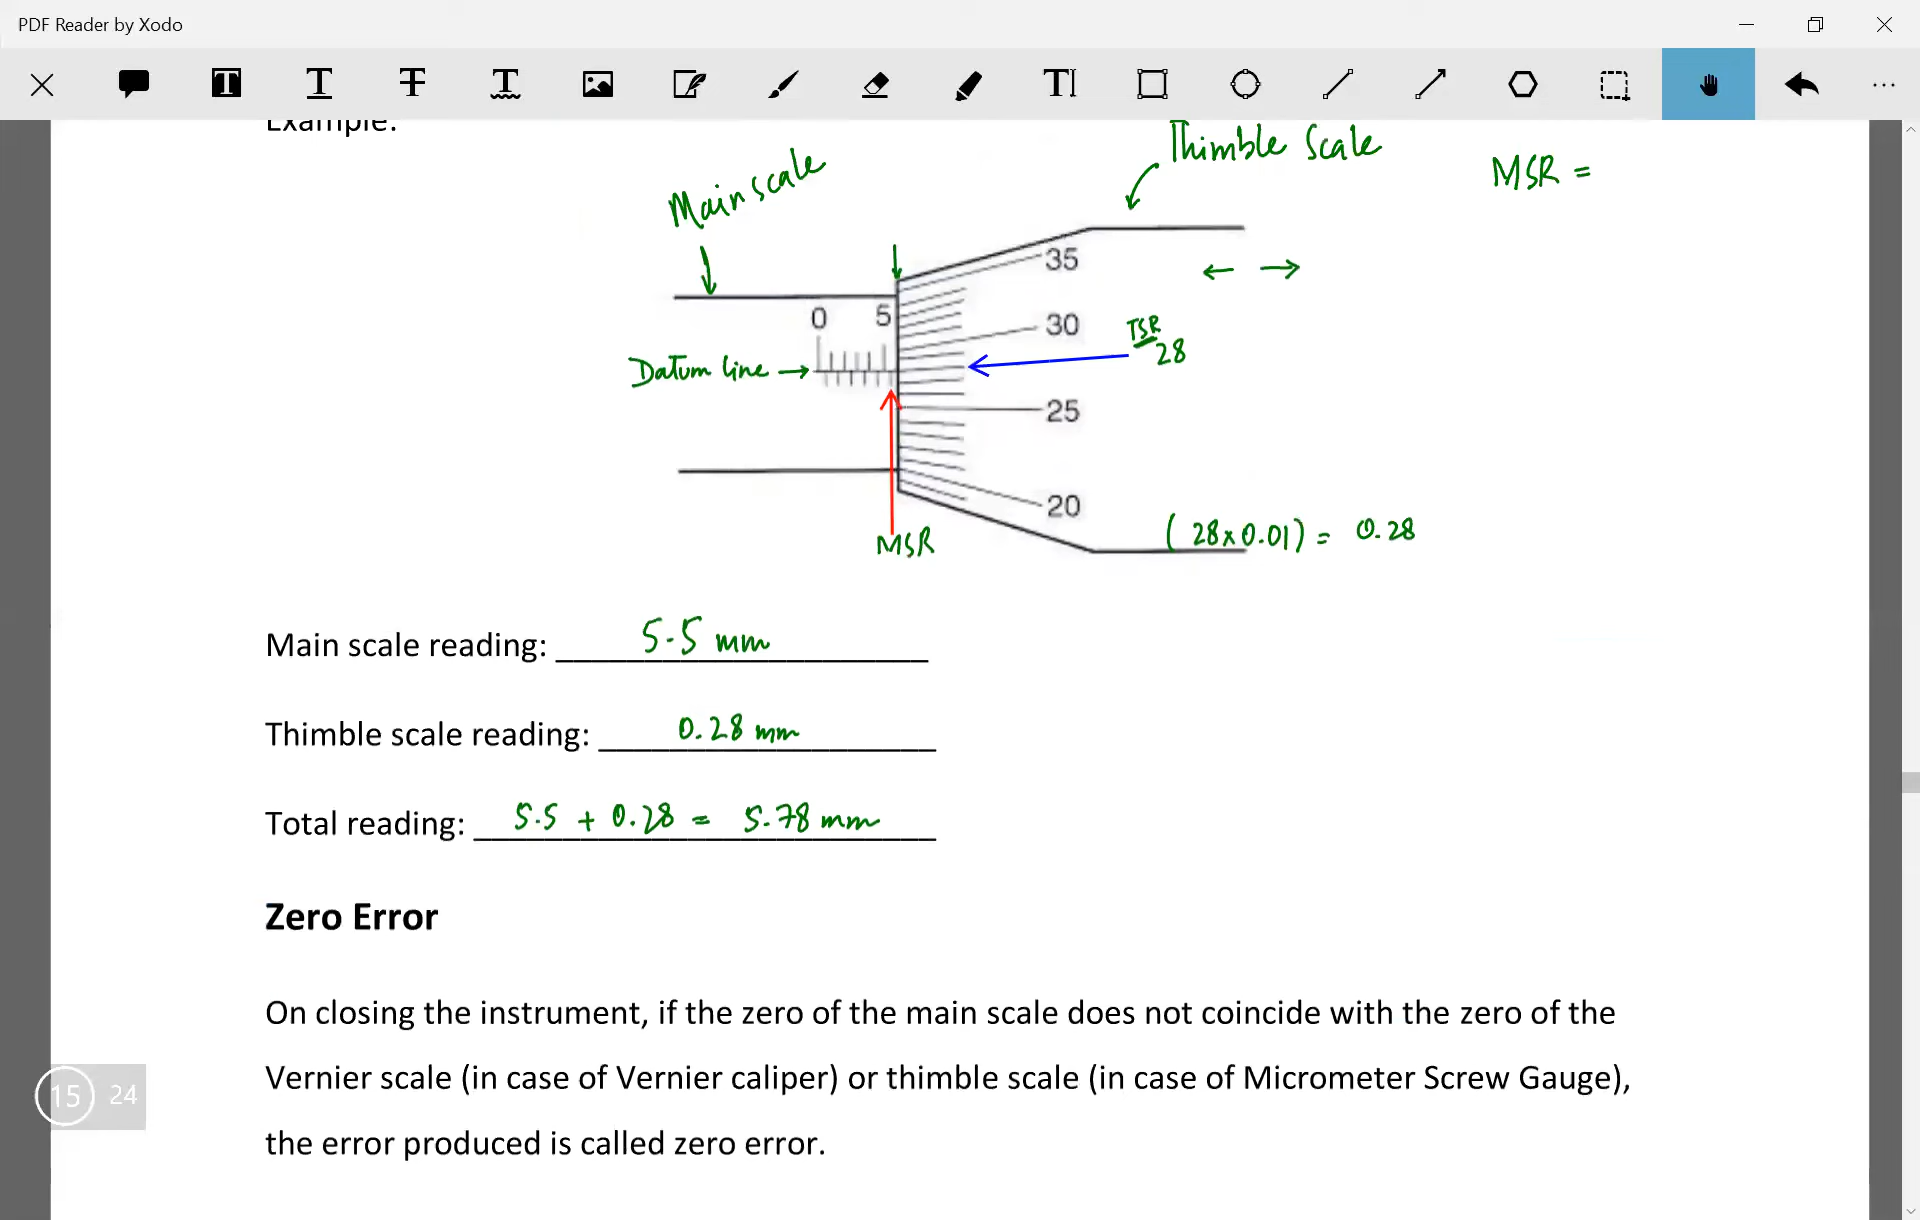 PDF Reader by Xodo
Example:
Thimble Scale
MSR =
Main scale
35
0 5
30
TSR
28
Datum line
25
20
MSR
(28x0.01) = 0.28
Main scale reading: 5.5 mm
Thimble scale reading: 0.28 mm
Total reading: 5.5 + 0.28 = 5.78 mm
Zero Error
On closing the instrument, if the zero of the main scale does not coincide with the zero of the
Vernier scale (in case of Vernier caliper) or thimble scale (in case of Micrometer Screw Gauge),
the error produced is called zero error.
15 24